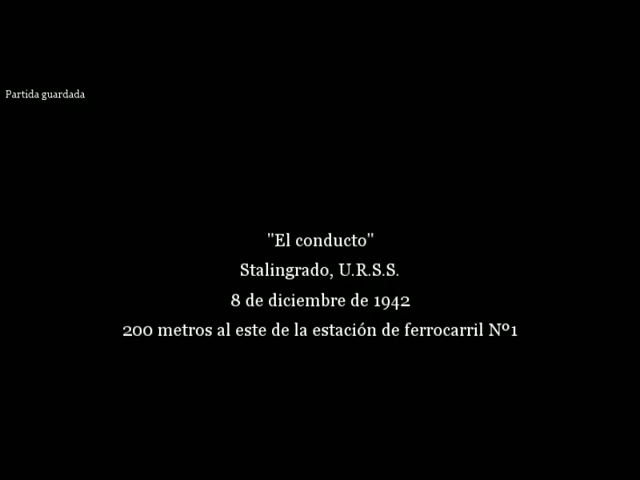 Partida guardada
"El conducto"
Stalingrado, U.R.S.S.
8 de diciembre de 1942
200 metros al este de la estación de ferrocarril Nº1